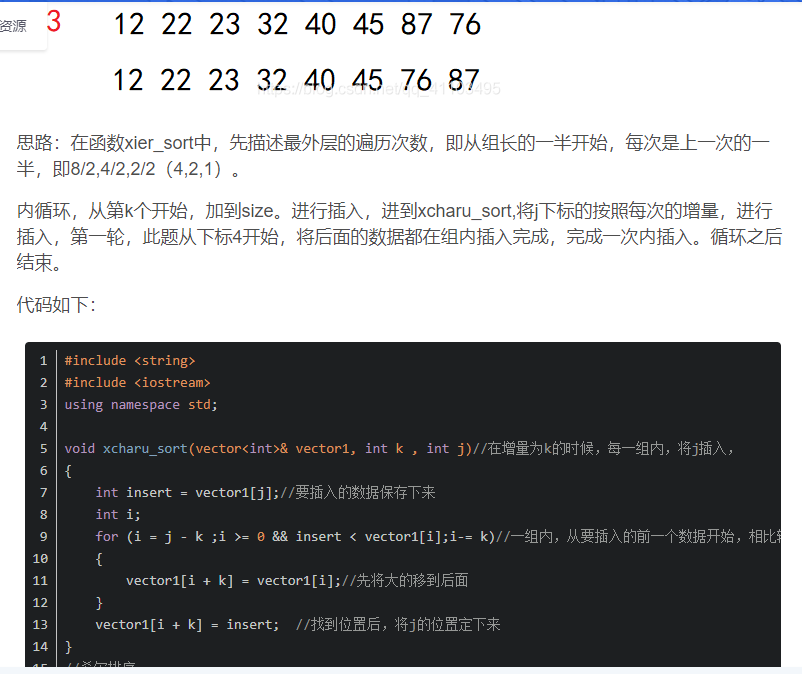 资源
3
12 22 23 32 40 45 87 76
12 22 23 32 40 45 76 87
思路：在函数xier_sort中，先描述最外层的遍历次数，即从组长的一半开始，每次是上一次的一
半，即8/2,4/2,2/2（4,2,1）。
内循环，从第k个开始，加到size。进行插入，进到xcharu_sort,将j下标的按照每次的增量，进行
插入，第一轮，此题从下标4开始，将后面的数据都在组内插入完成，完成一次内插入。循环之后
结束。
代码如下：
1 #include <string>
2 #include <iostream>
3 using namespace std;
4
5 void xcharu_sort(vector<int>& vector1, int k , int j)//在增量为k的时候，每一组内，将j插入，
6 {
7 int insert = vector1[j];//要插入的数据保存下来
8 int i;
9 for (i = j - k ;i >= 0 && insert < vector1[i];i-= k)//一组内，从要插入的前一个数据开始，相比
10 {
11 vector1[i + k] = vector1[i];//先将大的移到后面
12 }
13 vector1[i + k] = insert; //找到位置后，将j的位置定下来
14 }